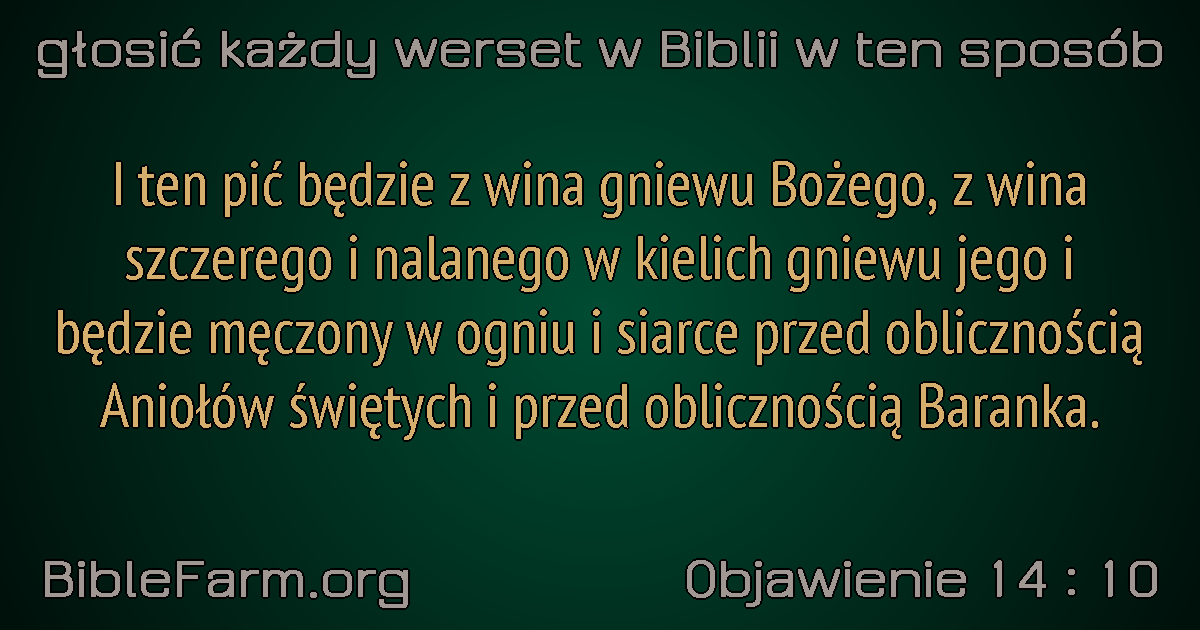 głosić każdy werset w Biblii w ten sposób
I ten pić będzie z wina gniewu Bożego, z wina
szczerego i nalanego w kielich gniewu jego i
będzie męczony w ogniu i siarce przed oblicznością
Aniołów świętych i przed oblicznością Baranka.
BibleFarm.org
Objawienie 14 : 10